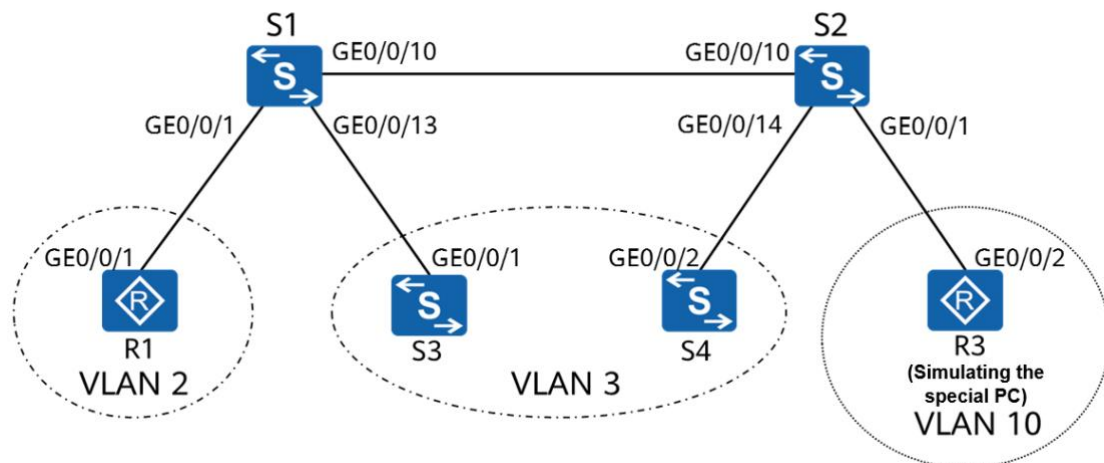 S1
S2
GE0/0/10
GE0/0/10
GE0/0/1
GE0/0/13
GE0/0/14
GE0/0/1
GE0/0/1
GE0/0/1
GE0/0/2
GE0/0/2
S
S
R
S
S
R
R1
S3
S4
R3
(Simulating the
special PC)
VLAN 2
VLAN 3
VLAN 10